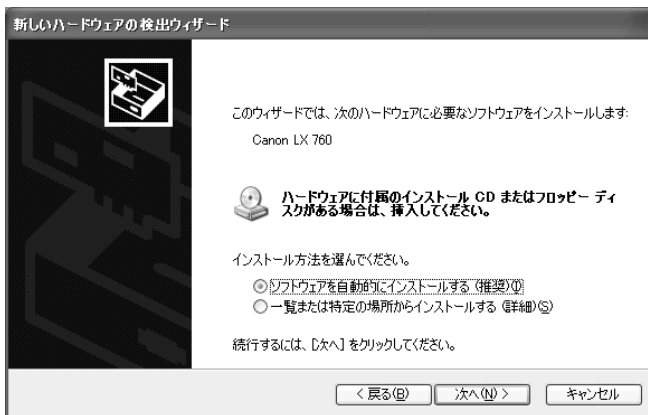 新しいハードウェアの検出ウィザード
このウィザードでは、次のハードウェアに必要なソフトウェアをインストールします:
Canon LX 760
ハードウェアに付属のインストール CD またはフロッピー ディ
スクがある場合は、挿入してください。
インストール方法を選んでください。
ソフトウェアを自動的にインストールする (推奨)(I)
一覧または特定の場所からインストールする (詳細)(S)
続行するには、[次へ] をクリックしてください。
< 戻る(B)
次へ(N) >
キャンセル